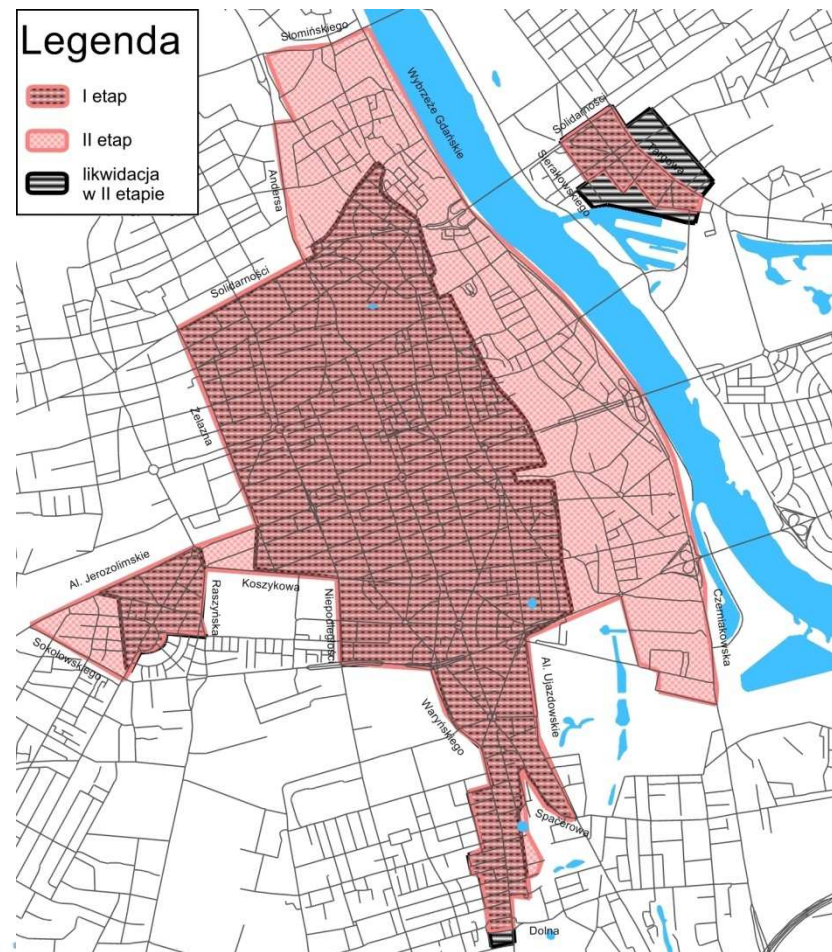 Legenda
I etap
II etap
likwidacja
w II etapie
Słomińskiego
Wybrzeże Gdańskie
Solidarności
Targowa
Sierakowskiego
Andersa
Solidarności
Żelazna
Al. Jerozolimskie
Koszykowa
Raszyńska
Niepodległości
Sokołowskiego
Czerniakowska
Al. Ujazdowskie
Waryńskiego
Spacerowa
Dolna